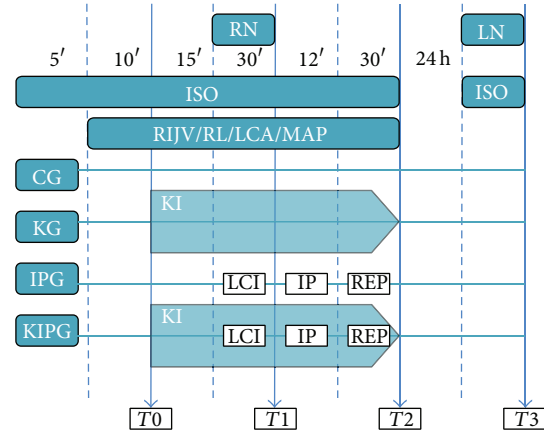 RN LN
5′ 10′ 15′ 30′ 12′ 30′ 24 h
ISO ISO
RIJV/RL/LCA/MAP
CG
KI
KG
IPG LCI IP REP
KI
KIPG LCI IP REP
T0 T1 T2 T3